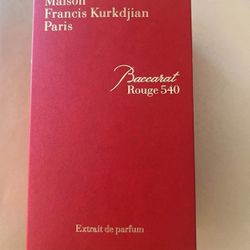 Maison
Francis Kurkdjian
Paris
Baccarat
Rouge 540
Extrait de parfum